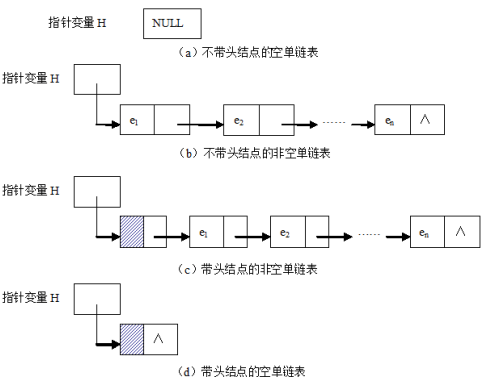 指针变量 H NULL
（a）不带头结点的空单链表
指针变量 H
e1 e2 …… en ∧
（b）不带头结点的非空单链表
指针变量 H
e1 e2 …… en ∧
（c）带头结点的非空单链表
指针变量 H
∧
（d）带头结点的空单链表